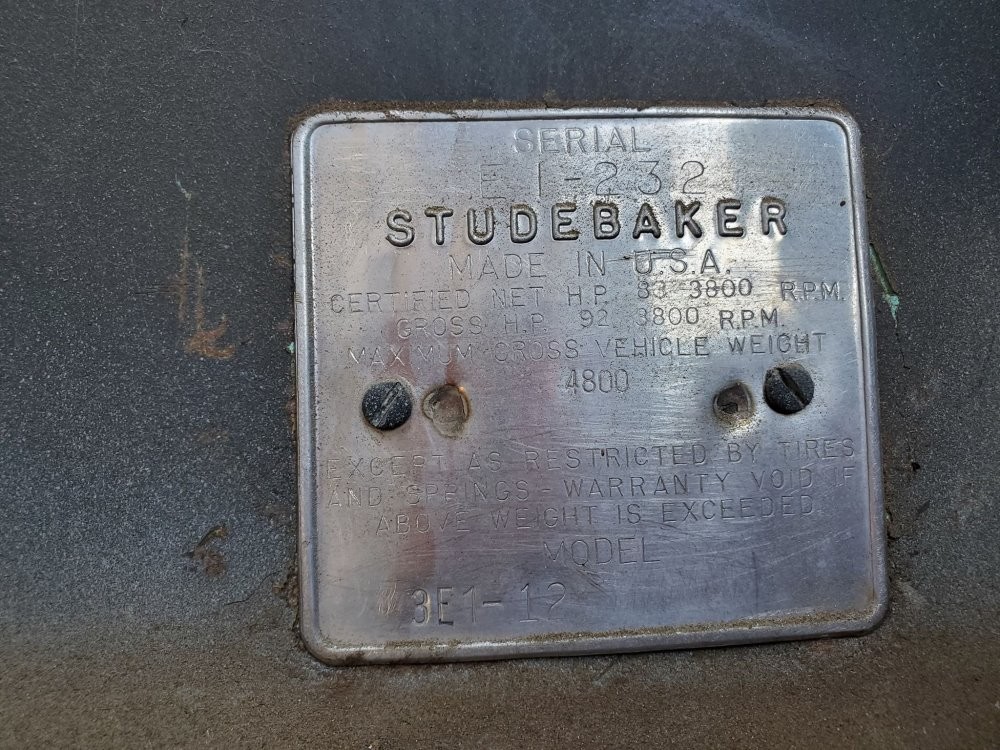 SERIAL
E1-232
STUDEBAKER
MADE IN U.S.A.
CERTIFIED NET H.P. 83 3800 R.P.M.
GROSS H.P. 92 3800 R.P.M.
MAXIMUM GROSS VEHICLE WEIGHT
4800
EXCEPT AS RESTRICTED BY TIRES
AND SPRINGS - WARRANTY VOID IF
ABOVE WEIGHT IS EXCEEDED.
MODEL
3E1-12